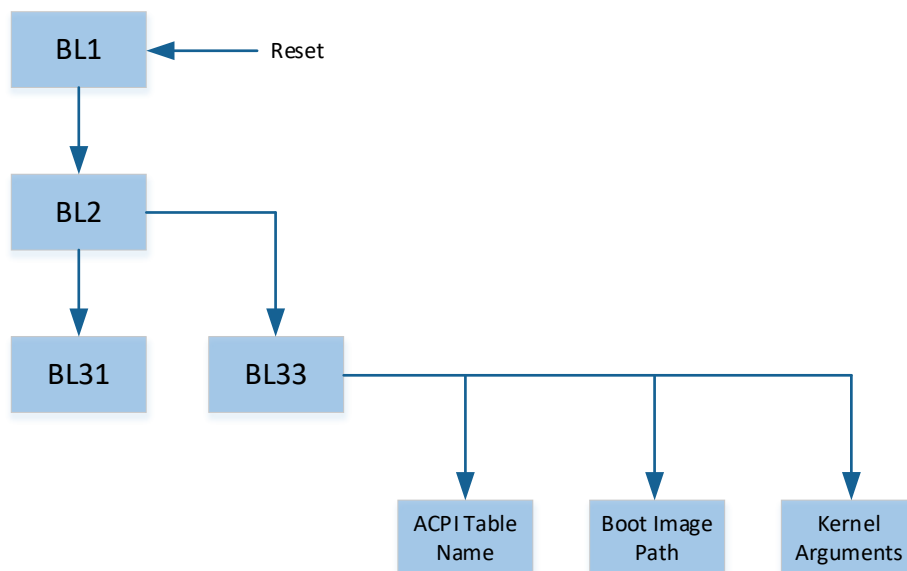 BL1
Reset
BL2
BL31
BL33
ACPI Table
Name
Boot Image
Path
Kernel
Arguments